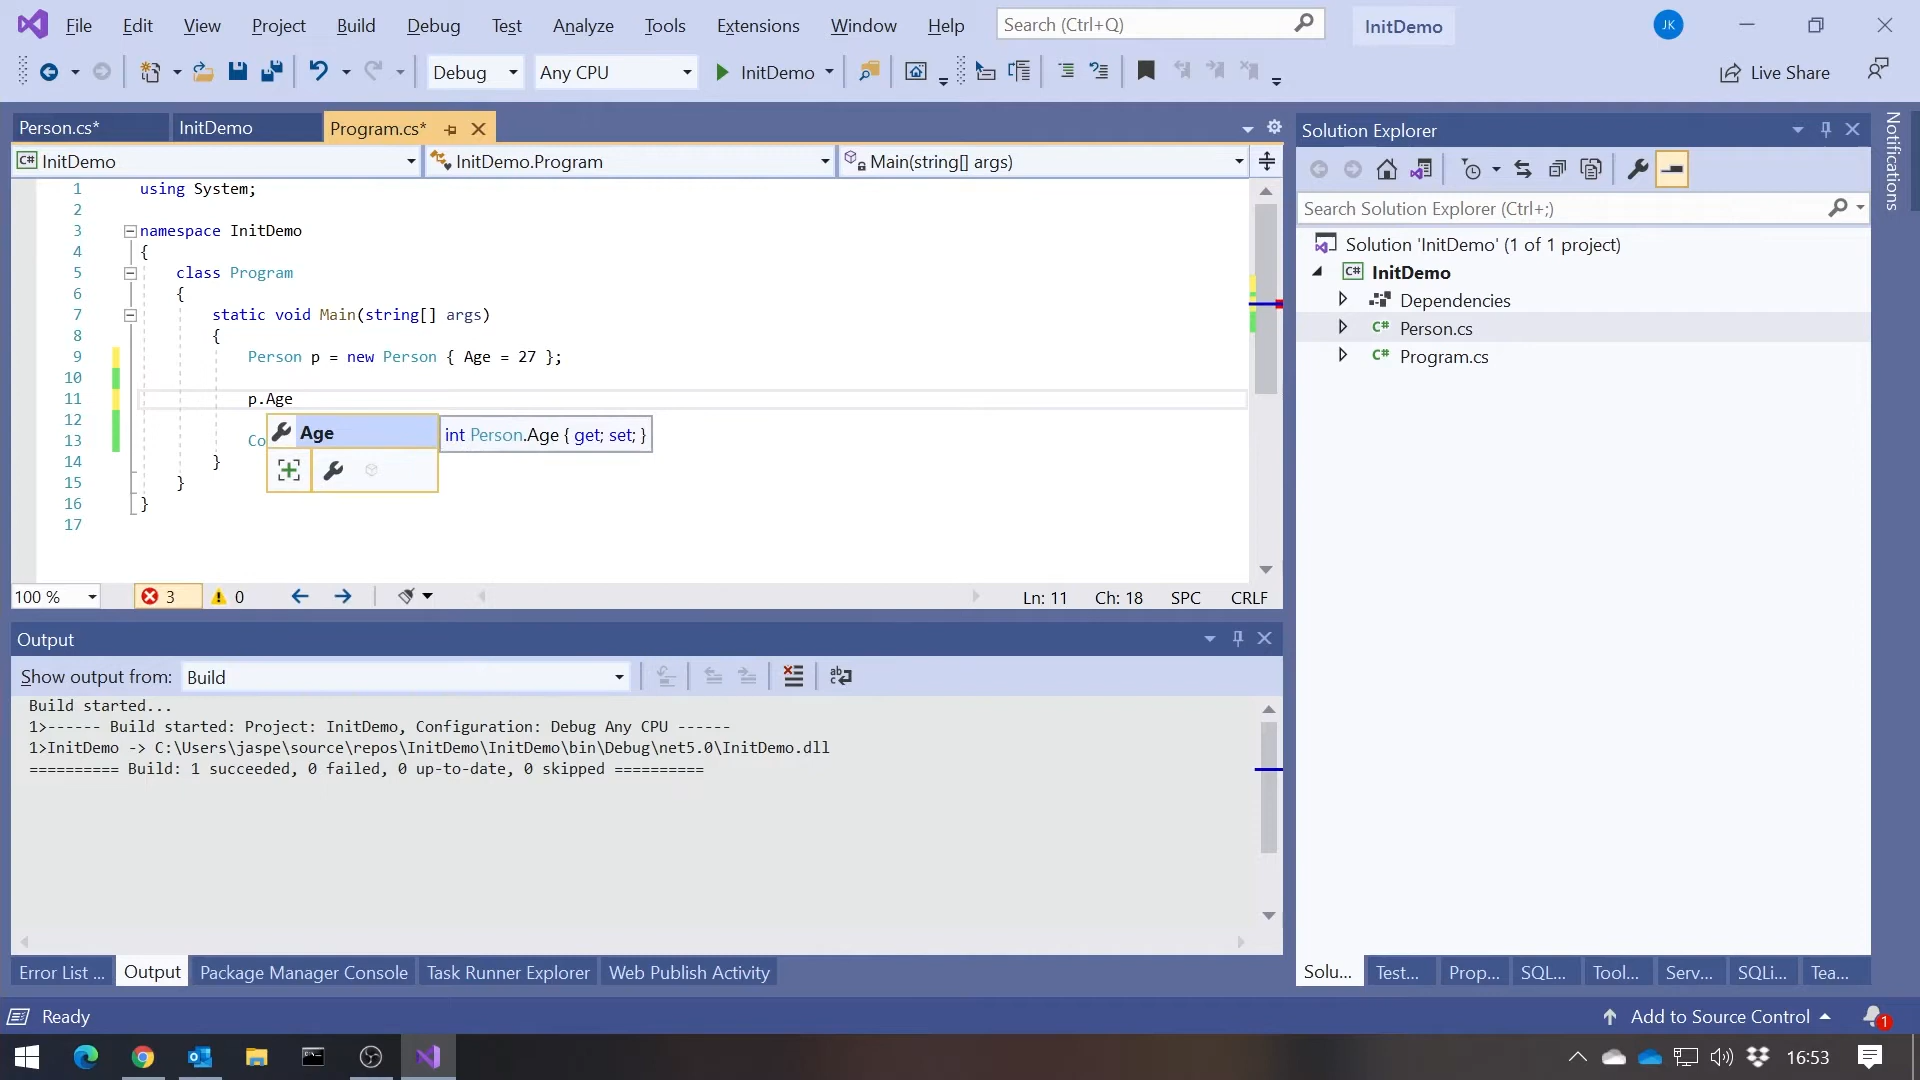 File Edit View Project Build Debug Test Analyze Tools Extensions Window Help Search (Ctrl+Q) InitDemo JK
Debug Any CPU InitDemo Live Share
Person.cs* InitDemo Program.cs*
InitDemo InitDemo.Program Main(string[] args)
1 using System;
2
3 namespace InitDemo
4 {
5 class Program
6 {
7 static void Main(string[] args)
8 {
9 Person p = new Person { Age = 27 };
10
11 p.Age
12
Age int Person.Age { get; set; }
13 Co
14 }
15 }
16 }
17
100 % 3 0 Ln: 11 Ch: 18 SPC CRLF
Output
Show output from: Build
Build started...
1>------ Build started: Project: InitDemo, Configuration: Debug Any CPU ------
1>InitDemo -> C:\Users\jaspe\source\repos\InitDemo\InitDemo\bin\Debug\net5.0\InitDemo.dll
========== Build: 1 succeeded, 0 failed, 0 up-to-date, 0 skipped ==========
Error List ... Output Package Manager Console Task Runner Explorer Web Publish Activity
Solution Explorer
Search Solution Explorer (Ctrl+;)
Solution 'InitDemo' (1 of 1 project)
InitDemo
Dependencies
C# Person.cs
C# Program.cs
Solu... Test... Prop... SQL... Tool... Serv... SQLi... Tea...
Notifications
Ready Add to Source Control 1
16:53